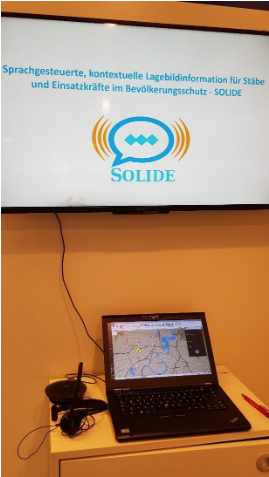 Sprachgesteuerte, kontextuelle Lagebildinformation für Stäbe
und Einsatzkräfte im Bevölkerungsschutz - SOLIDE
SOLIDE